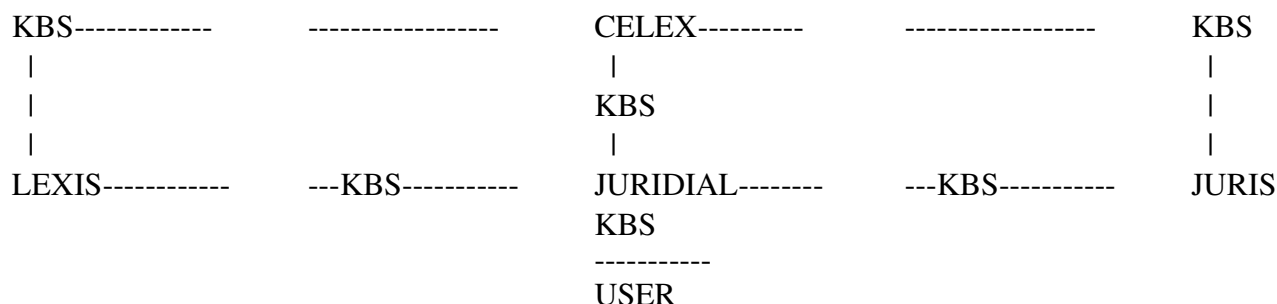 KBS------------- ------------------ CELEX---------- ------------------ KBS
| | |
| KBS |
| | |
LEXIS------------ ---KBS----------- JURIDIAL-------- ---KBS----------- JURIS
KBS
-----------
USER